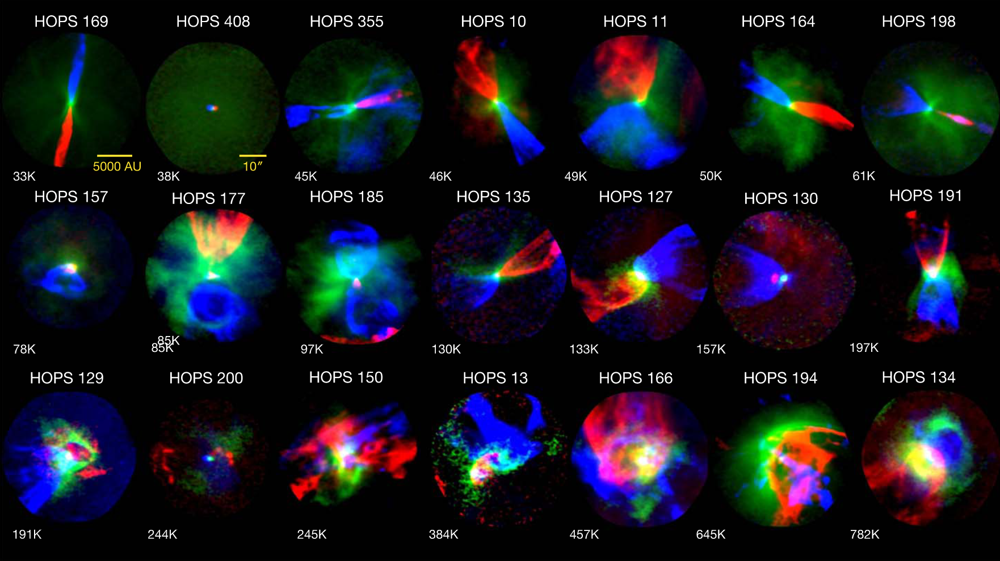 HOPS 169 HOPS 408 HOPS 355 HOPS 10 HOPS 11 HOPS 164 HOPS 198
5000 AU 10″
33K 38K 45K 46K 49K 50K 61K
HOPS 157 HOPS 177 HOPS 185 HOPS 135 HOPS 127 HOPS 130 HOPS 191
85K
78K 85K 97K 130K 133K 157K 197K
HOPS 129 HOPS 200 HOPS 150 HOPS 13 HOPS 166 HOPS 194 HOPS 134
191K 244K 245K 384K 457K 645K 782K